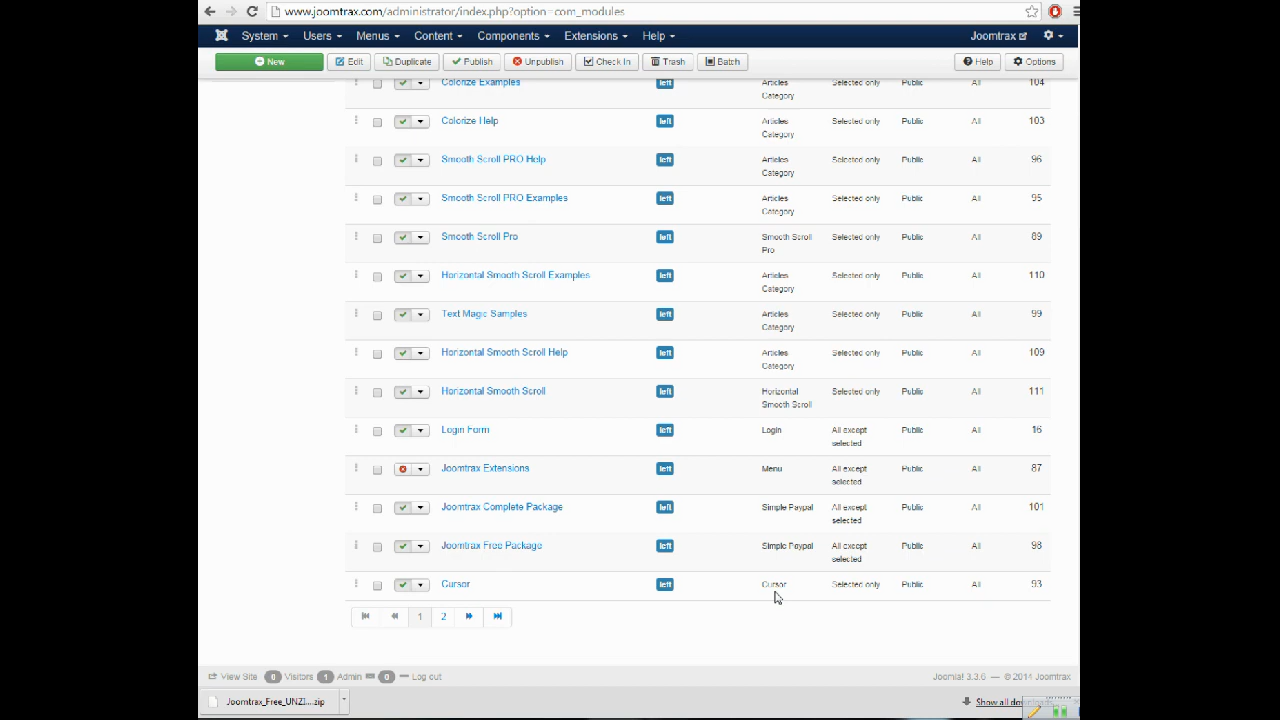 www.joomtrax.com/administrator/index.php?option=com_modules
System Users Menus Content Components Extensions Help Joomtrax
New Edit Duplicate Publish Unpublish Check In Trash Batch Help Options
Colorize Examples left Articles Category Selected only Public All 104
Colorize Help left Articles Category Selected only Public All 103
Smooth Scroll PRO Help left Articles Category Selected only Public All 96
Smooth Scroll PRO Examples left Articles Category Selected only Public All 95
Smooth Scroll Pro left Smooth Scroll Pro Selected only Public All 89
Horizontal Smooth Scroll Examples left Articles Category Selected only Public All 110
Text Magic Samples left Articles Category Selected only Public All 99
Horizontal Smooth Scroll Help left Articles Category Selected only Public All 109
Horizontal Smooth Scroll left Horizontal Smooth Scroll Selected only Public All 111
Login Form left Login All except selected Public All 16
Joomtrax Extensions left Menu All except selected Public All 87
Joomtrax Complete Package left Simple Paypal All except selected Public All 101
Joomtrax Free Package left Simple Paypal All except selected Public All 98
Cursor left Cursor Selected only Public All 93
1 2
View Site 0 Visitors 1 Admin 0 Log out Joomla! 3.3.6 — © 2014 Joomtrax
Joomtrax_Free_UNZI....zip Show all